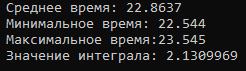 Среднее время: 22.8637
Минимальное время: 22.544
Максимальное время:23.545
Значение интеграла: 2.1309969